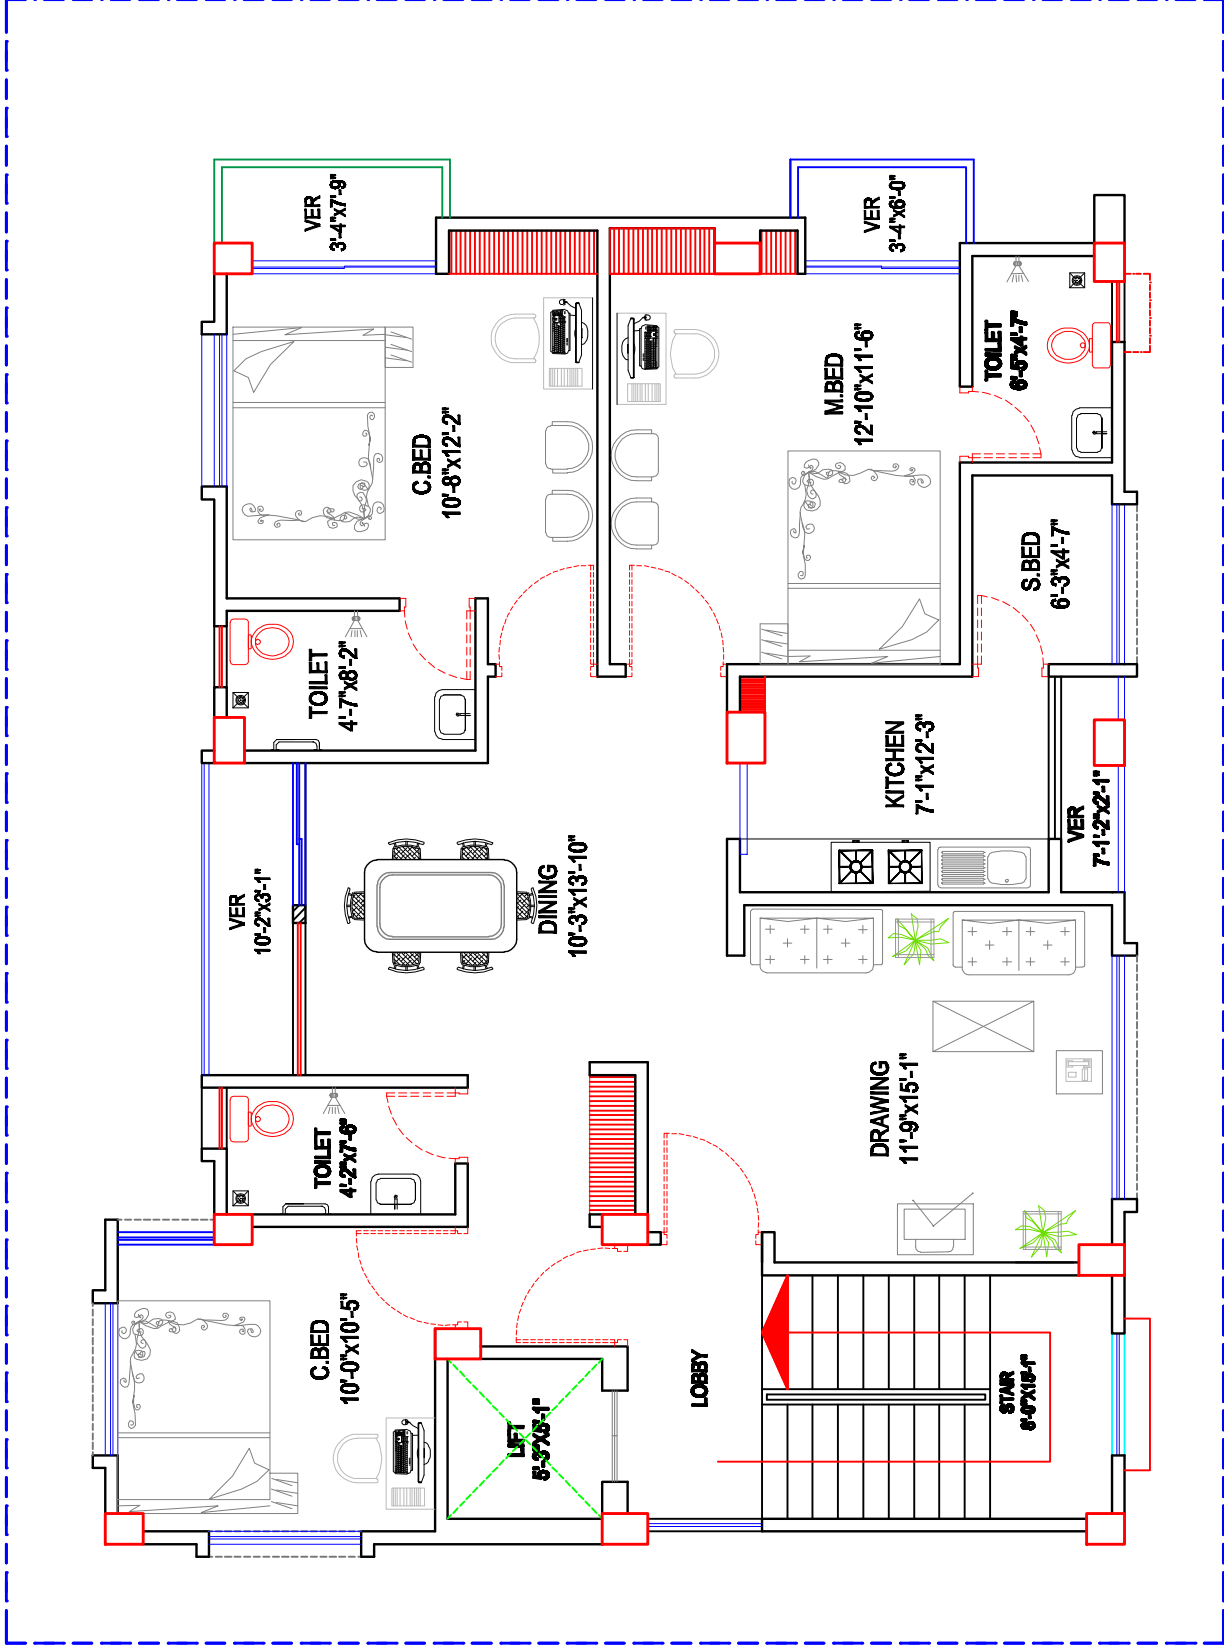 VER
3'-4"x7'-9"
VER
3'-4"x6'-0"
C.BED
10'-8"x12'-2"
M.BED
12'-10"x11'-6"
TOILET
6'-5"x4'-7"
S.BED
6'-3"x4'-7"
TOILET
4'-7"x8'-2"
KITCHEN
7'-1"x12'-3"
VER
7'-1'-2"x2'-1"
VER
10'-2"x3'-1"
DINING
10'-3"x13'-10"
DRAWING
11'-9"x15'-1"
TOILET
4'-2"x7'-6"
C.BED
10'-0"x10'-5"
LIFT
LOBBY
STAIR